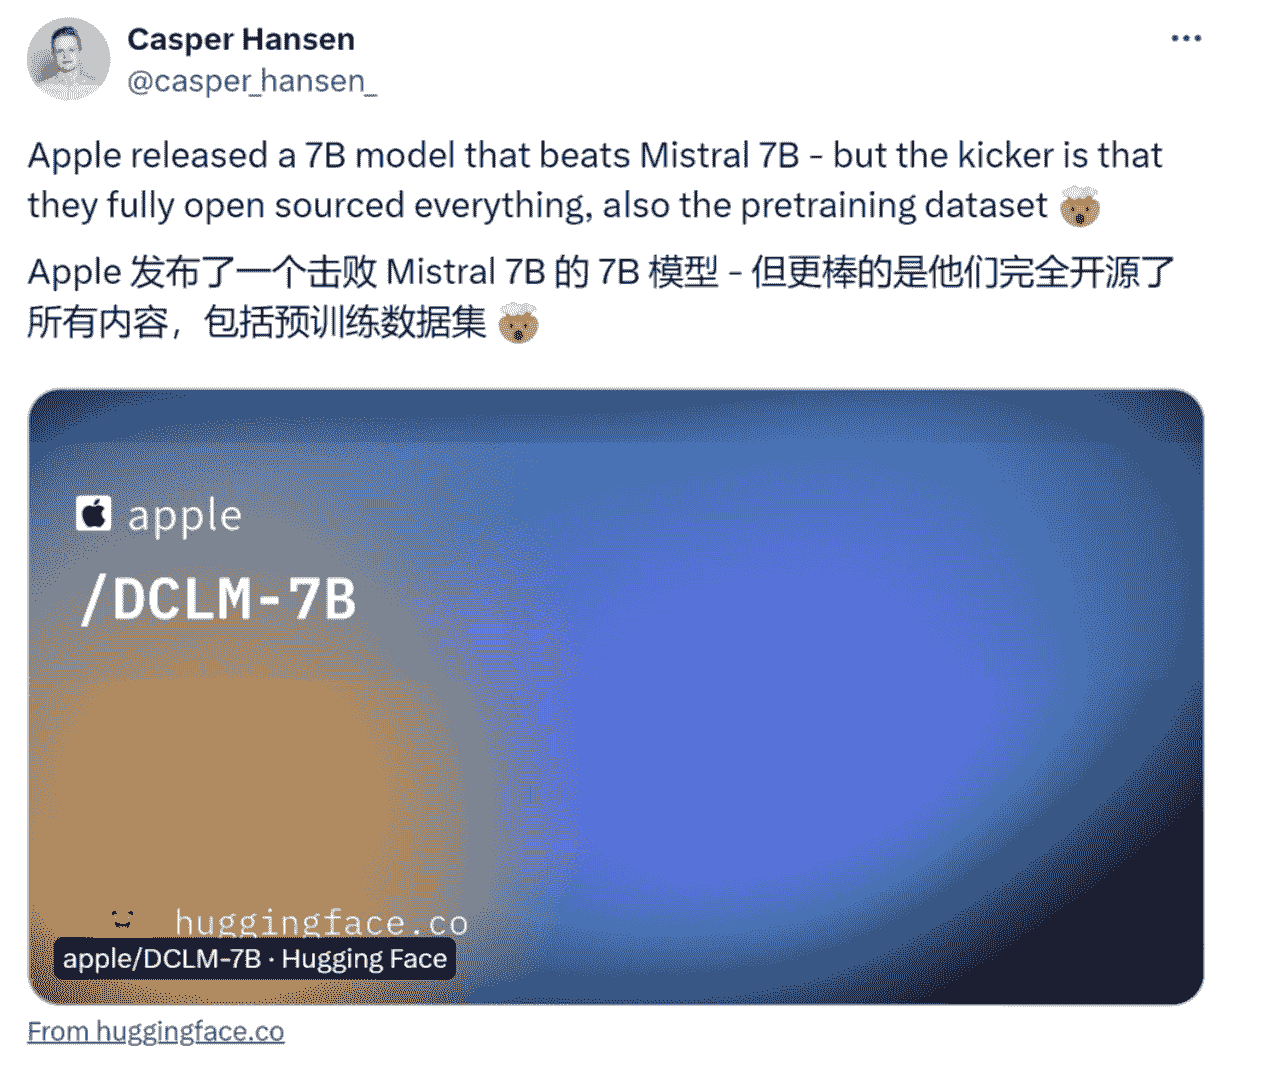 Casper Hansen
@casper_hansen_
Apple released a 7B model that beats Mistral 7B - but the kicker is that
they fully open sourced everything, also the pretraining dataset 🤯
Apple 发布了一个击败 Mistral 7B 的 7B 模型 - 但更棒的是他们完全开源了
所有内容，包括预训练数据集 🤯
apple
/DCLM-7B
huggingface.co
apple/DCLM-7B · Hugging Face
From huggingface.co